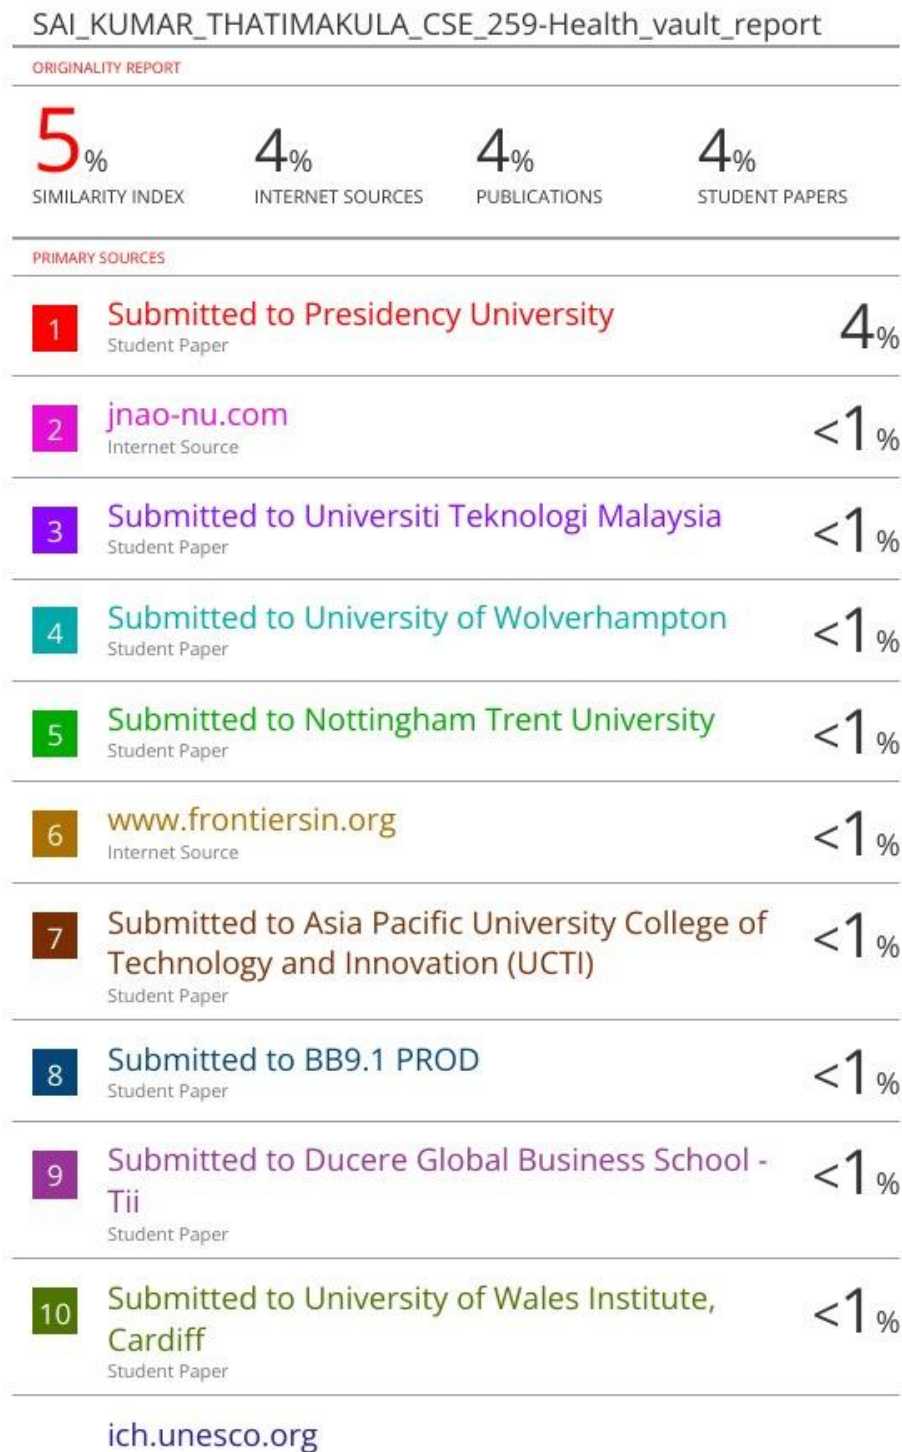 SAI_KUMAR_THATIMAKULA_CSE_259-Health_vault_report
ORIGINALITY REPORT
5% 4% 4% 4%
SIMILARITY INDEX INTERNET SOURCES PUBLICATIONS STUDENT PAPERS
PRIMARY SOURCES
1 Submitted to Presidency University 4%
Student Paper
2 jnao-nu.com <1%
Internet Source
3 Submitted to Universiti Teknologi Malaysia <1%
Student Paper
4 Submitted to University of Wolverhampton <1%
Student Paper
5 Submitted to Nottingham Trent University <1%
Student Paper
6 www.frontiersin.org <1%
Internet Source
7 Submitted to Asia Pacific University College of <1%
Technology and Innovation (UCTI)
Student Paper
8 Submitted to BB9.1 PROD <1%
Student Paper
9 Submitted to Ducere Global Business School - <1%
Tii
Student Paper
10 Submitted to University of Wales Institute, <1%
Cardiff
Student Paper
ich.unesco.org